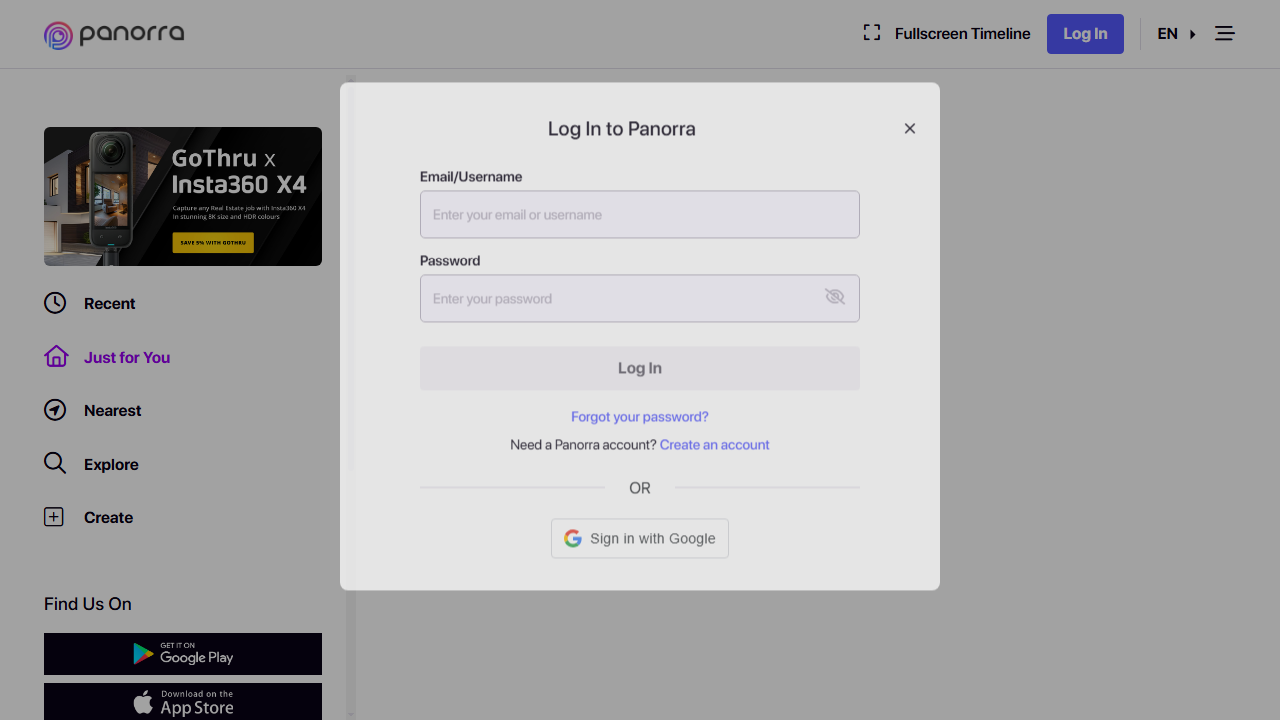 panorra
Fullscreen Timeline
Log In
EN
GoThru x
Insta360 X4
Capture any Real Estate job with Insta360 X4
In stunning 8K size and HDR colours
SAVE 5% WITH GOTHRU
Recent
Just for You
Nearest
Explore
Create
Find Us On
GET IT ON
Google Play
Download on the
App Store
Log In to Panorra
Email/Username
Enter your email or username
Password
Enter your password
Log In
Forgot your password?
Need a Panorra account? Create an account
OR
Sign in with Google